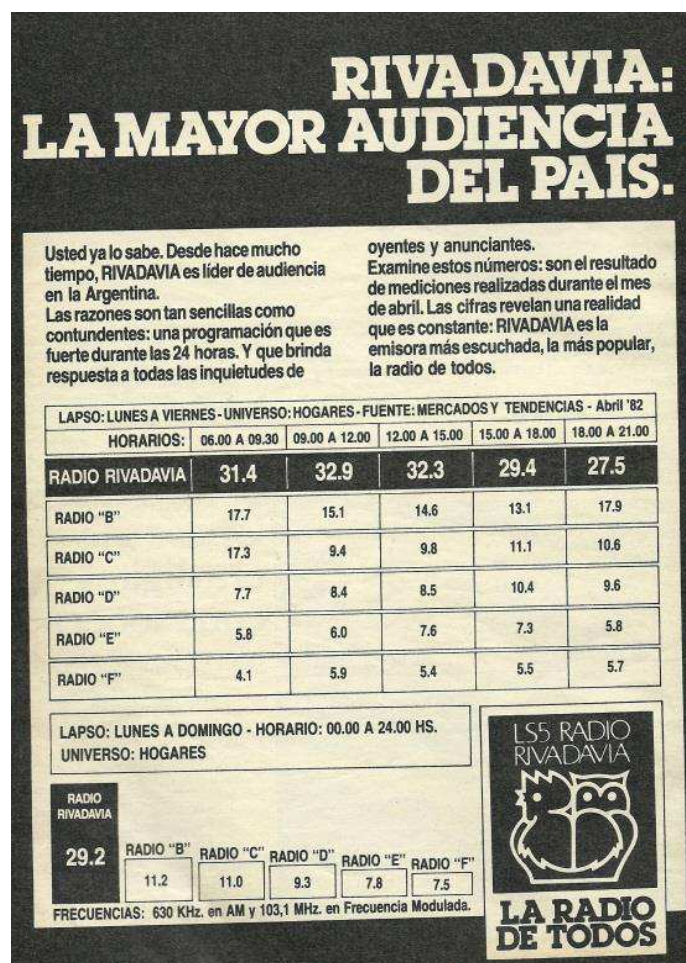 RIVADAVIA:
LA MAYOR AUDIENCIA
DEL PAIS.
Usted ya lo sabe. Desde hace mucho
tiempo, RIVADAVIA es líder de audiencia
en la Argentina.
Las razones son tan sencillas como
contundentes: una programación que es
fuerte durante las 24 horas. Y que brinda
respuesta a todas las inquietudes de
oyentes y anunciantes.
Examine estos números: son el resultado
de mediciones realizadas durante el mes
de abril. Las cifras revelan una realidad
que es constante: RIVADAVIA es la
emisora más escuchada, la más popular,
la radio de todos.
LAPSO: LUNES A VIERNES - UNIVERSO: HOGARES - FUENTE: MERCADOS Y TENDENCIAS - Abril '82
HORARIOS: 06.00 A 09.30 09.00 A 12.00 12.00 A 15.00 15.00 A 18.00 18.00 A 21.00
RADIO RIVADAVIA 31.4 32.9 32.3 29.4 27.5
RADIO "B" 17.7 15.1 14.6 13.1 17.9
RADIO "C" 17.3 9.4 9.8 11.1 10.6
RADIO "D" 7.7 8.4 8.5 10.4 9.6
RADIO "E" 5.8 6.0 7.6 7.3 5.8
RADIO "F" 4.1 5.9 5.4 5.5 5.7
LAPSO: LUNES A DOMINGO - HORARIO: 00.00 A 24.00 HS.
UNIVERSO: HOGARES
RADIO
RIVADAVIA
29.2
RADIO "B" RADIO "C" RADIO "D" RADIO "E" RADIO "F"
11.2 11.0 9.3 7.8 7.5
FRECUENCIAS: 630 KHz. en AM y 103,1 MHz. en Frecuencia Modulada.
LS5 RADIO
RIVADAVIA
LA RADIO
DE TODOS